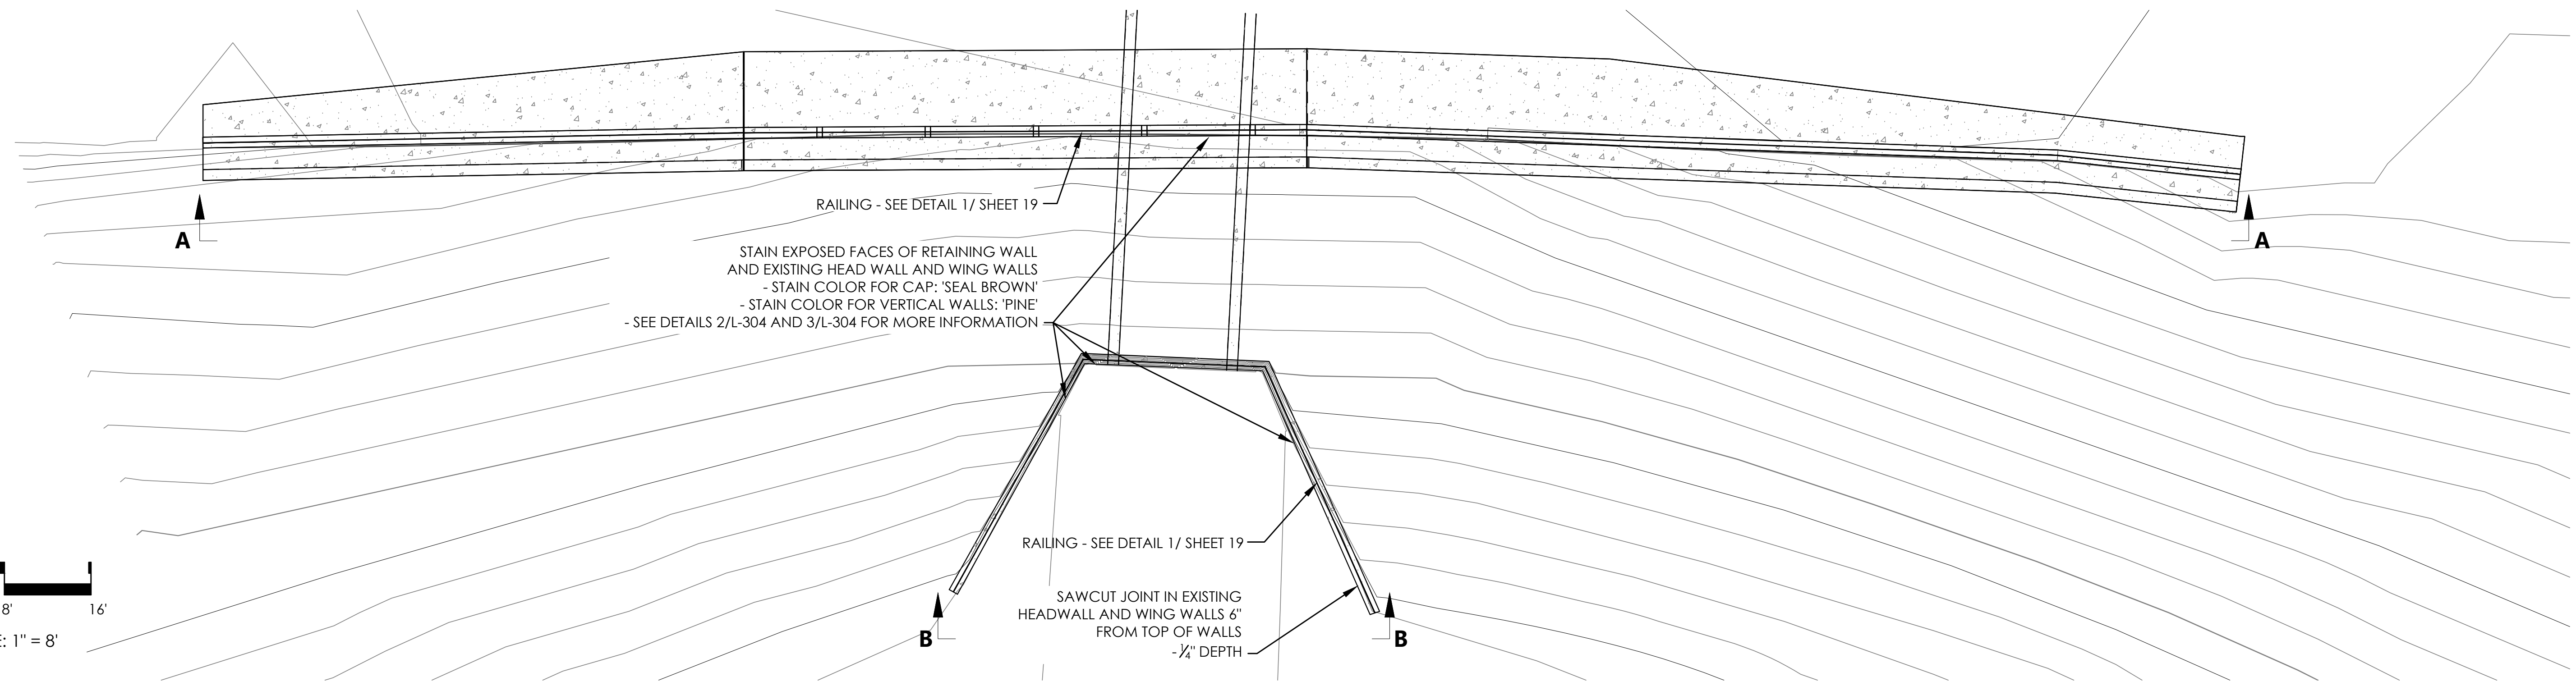 RAILING - SEE DETAIL 1/ SHEET 19
A
A
STAIN EXPOSED FACES OF RETAINING WALL
AND EXISTING HEAD WALL AND WING WALLS
- STAIN COLOR FOR CAP: 'SEAL BROWN'
- STAIN COLOR FOR VERTICAL WALLS: 'PINE'
- SEE DETAILS 2/L-304 AND 3/L-304 FOR MORE INFORMATION
RAILING - SEE DETAIL 1/ SHEET 19
SAWCUT JOINT IN EXISTING
HEADWALL AND WING WALLS 6"
FROM TOP OF WALLS
- ¼" DEPTH
B
B
8' 16'
E: 1" = 8'